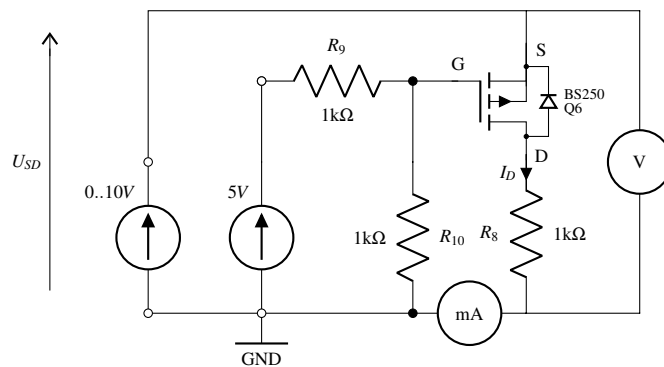 S
R9
G
BS250
Q6
1kΩ
USD
D
V
0..10V
5V
ID
1kΩ
R10
R8
1kΩ
mA
GND